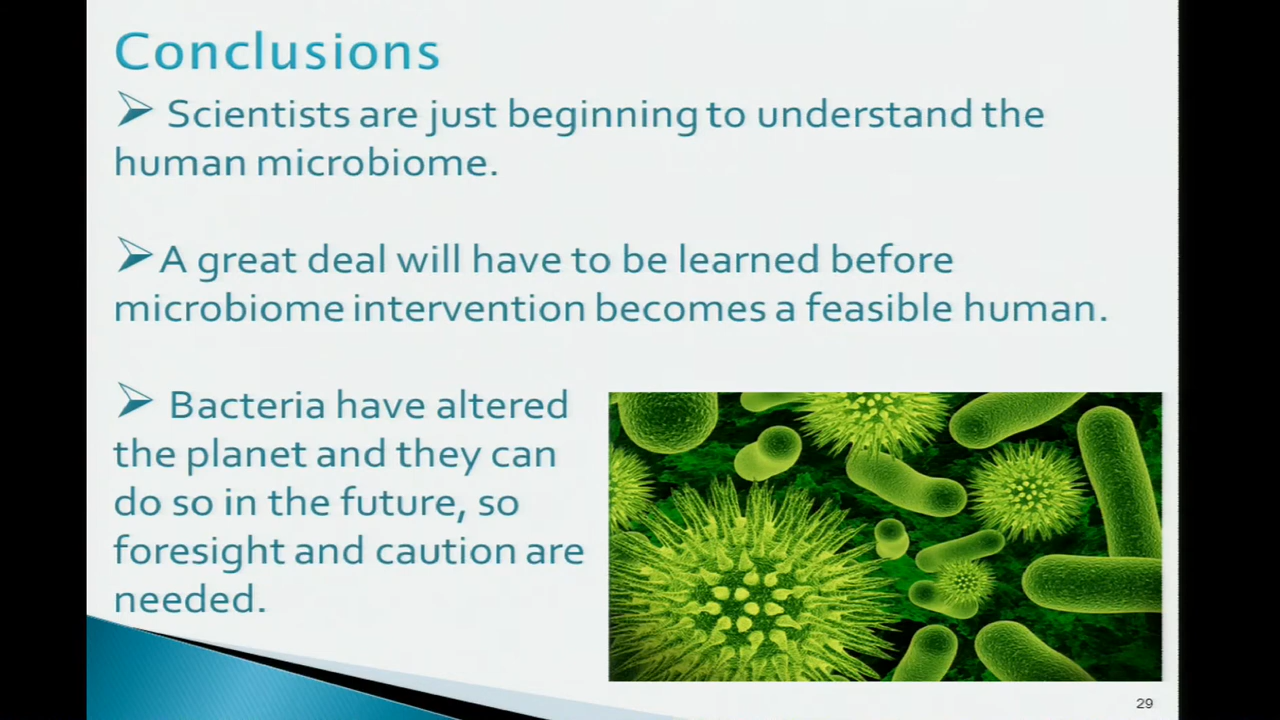 Conclusions
➢ Scientists are just beginning to understand the
human microbiome.
➢A great deal will have to be learned before
microbiome intervention becomes a feasible human.
➢ Bacteria have altered
the planet and they can
do so in the future, so
foresight and caution are
needed.
29